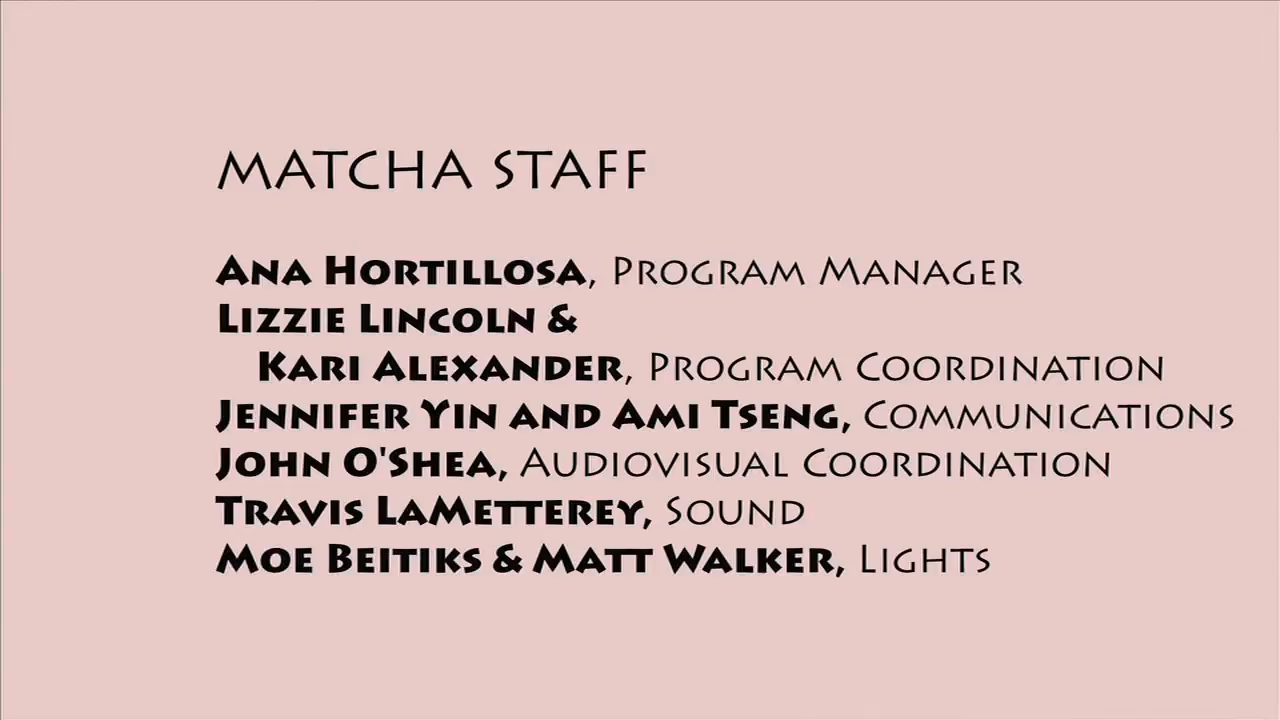 MATCHA STAFF
ANA HORTILLOSA, PROGRAM MANAGER
LIZZIE LINCOLN &
KARI ALEXANDER, PROGRAM COORDINATION
JENNIFER YIN AND AMI TSENG, COMMUNICATIONS
JOHN O'SHEA, AUDIOVISUAL COORDINATION
TRAVIS LAMETTEREY, SOUND
MOE BEITIKS & MATT WALKER, LIGHTS